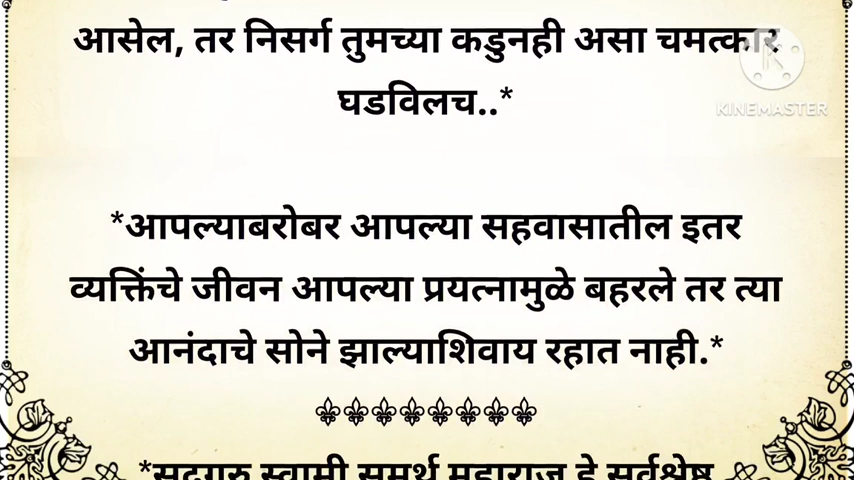 आसेल, तर निसर्ग तुमच्या कडुनही असा चमत्कार
घडविलच..*
KINEMASTER
*आपल्याबरोबर आपल्या सहवासातील इतर
व्यक्तिंचे जीवन आपल्या प्रयत्नामुळे बहरले तर त्या
आनंदाचे सोने झाल्याशिवाय रहात नाही.*
⚜⚜⚜⚜⚜⚜⚜⚜
*सदगुरु स्वामी समर्थ महाराज हे सर्वश्रेष्ठ